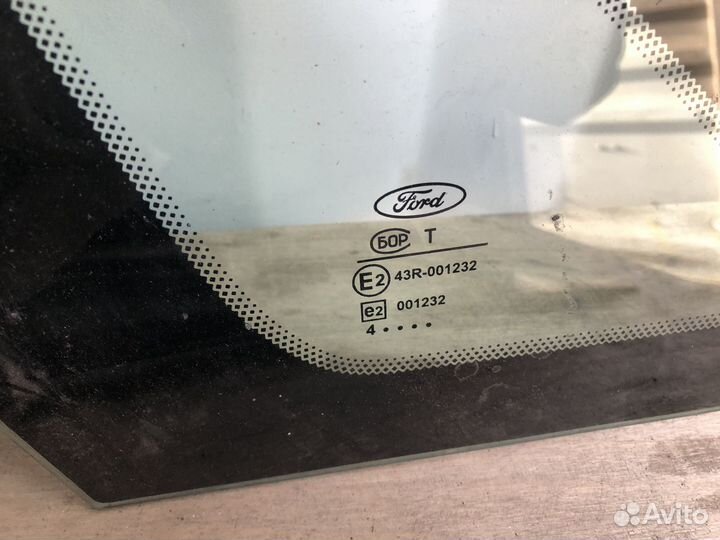 Ford
БОР T
E2 43R-001232
e2 001232
4 ••••
Avito